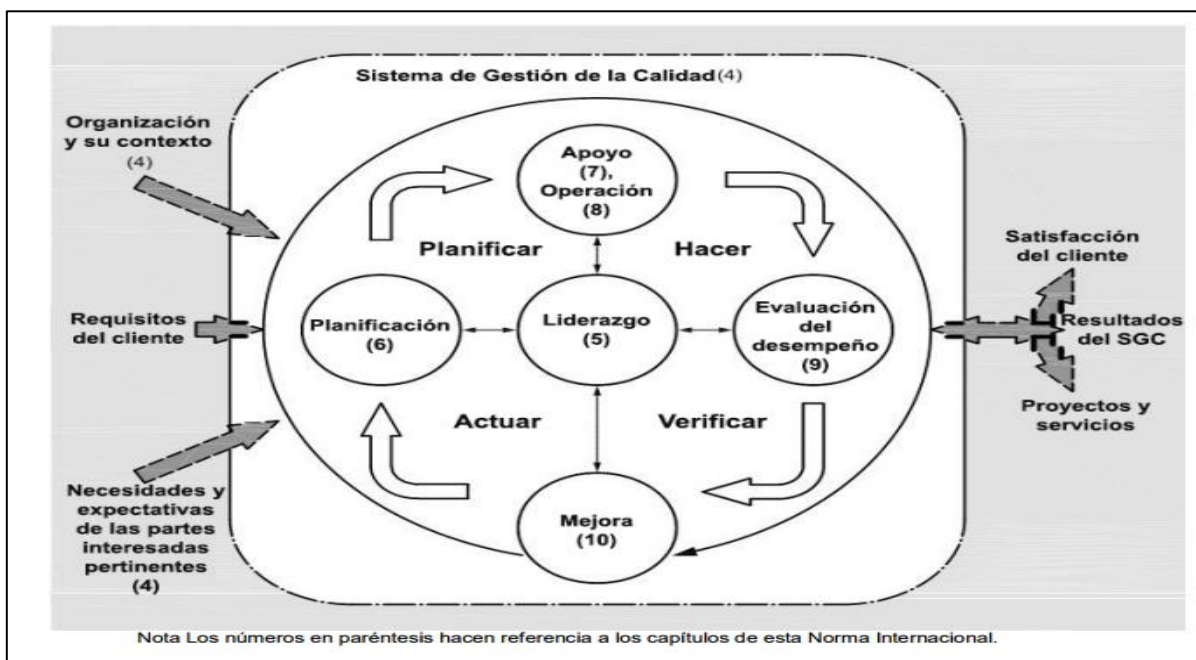 Sistema de Gestión de la Calidad(4)
Organización
y su contexto
(4)
Apoyo
(7),
Operación
(8)
Planificar
Hacer
Satisfacción
del cliente
Requisitos
del cliente
Planificación
(6)
Liderazgo
(5)
Evaluación
del
desempeño
(9)
Resultados
del SGC
Actuar
Verificar
Proyectos y
servicios
Necesidades y
expectativas
de las partes
interesadas
pertinentes
(4)
Mejora
(10)
Nota Los números en paréntesis hacen referencia a los capítulos de esta Norma Internacional.